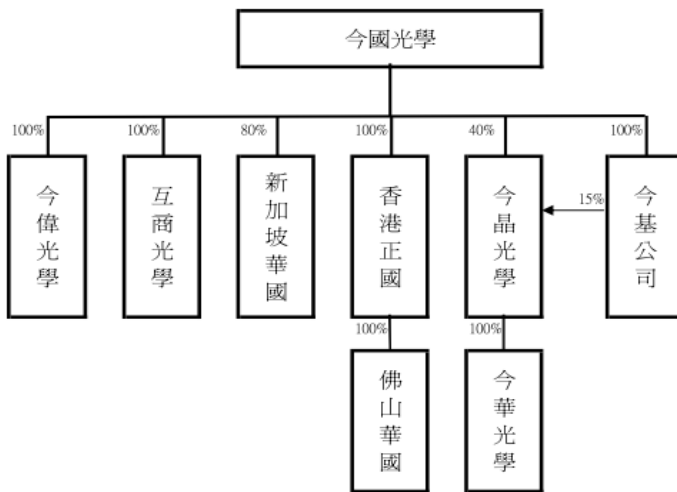 今國光學
100%
100%
80%
100%
40%
100%
今偉光學
互商光學
新加坡華國
香港正國
今晶光學
15%
今基公司
100%
100%
佛山華國
今華光學